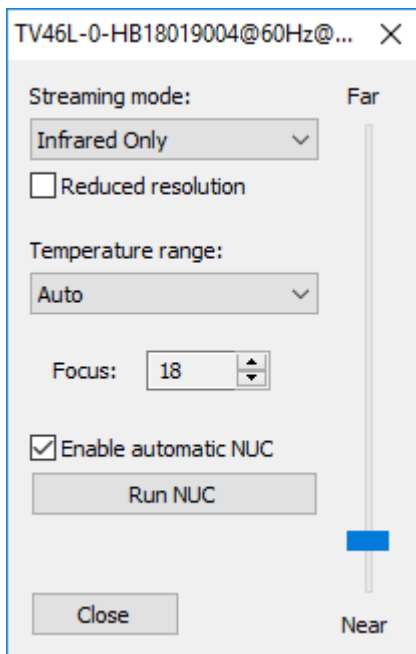 TV46L-0-HB18019004@60Hz@...
Streaming mode:
Far
Infrared Only
Reduced resolution
Temperature range:
Auto
Focus:
18
Enable automatic NUC
Run NUC
Close
Near